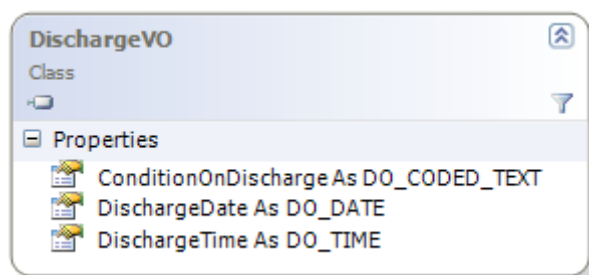 DischargeVO
Class
Properties
ConditionOnDischarge As DO_CODED_TEXT
DischargeDate As DO_DATE
DischargeTime As DO_TIME